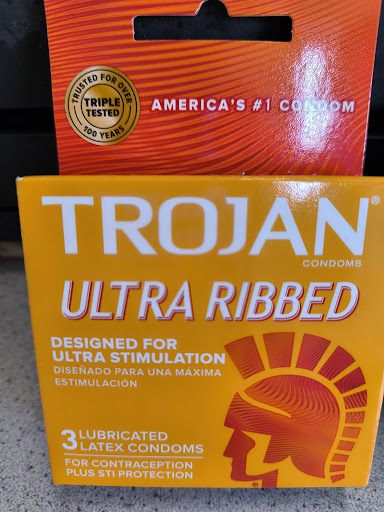 TRUSTED FOR OVER
TRIPLE
TESTED
100 YEARS
AMERICA'S #1 CONDOM
TROJAN®
CONDOMS
ULTRA RIBBED
DESIGNED FOR
ULTRA STIMULATION
DISEÑADO PARA UNA MÁXIMA
ESTIMULACIÓN
3 LUBRICATED
LATEX CONDOMS
FOR CONTRACEPTION
PLUS STI PROTECTION
®